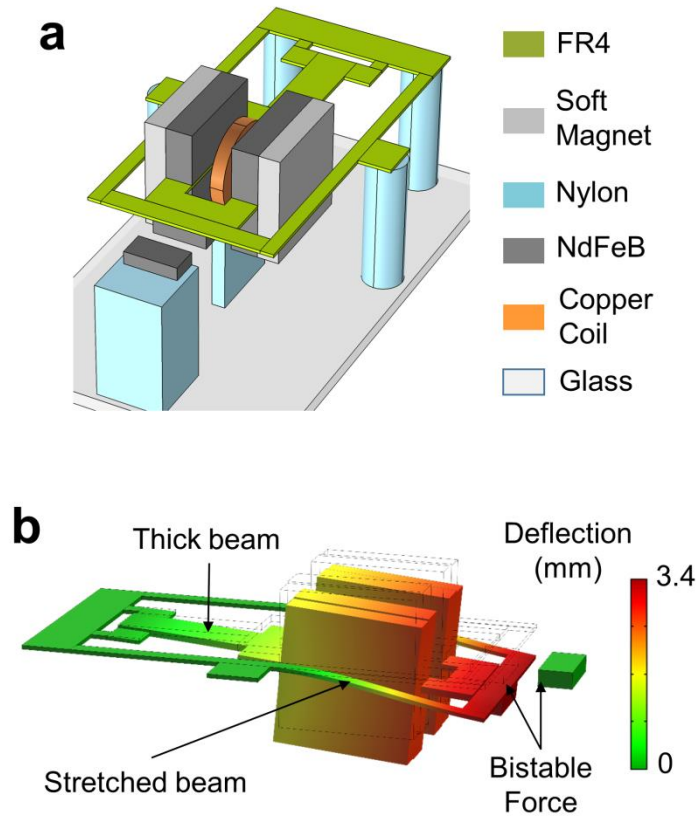 a
FR4
Soft
Magnet
Nylon
NdFeB
Copper
Coil
Glass
b
Thick beam
Deflection
(mm)
3.4
0
Stretched beam
Bistable
Force